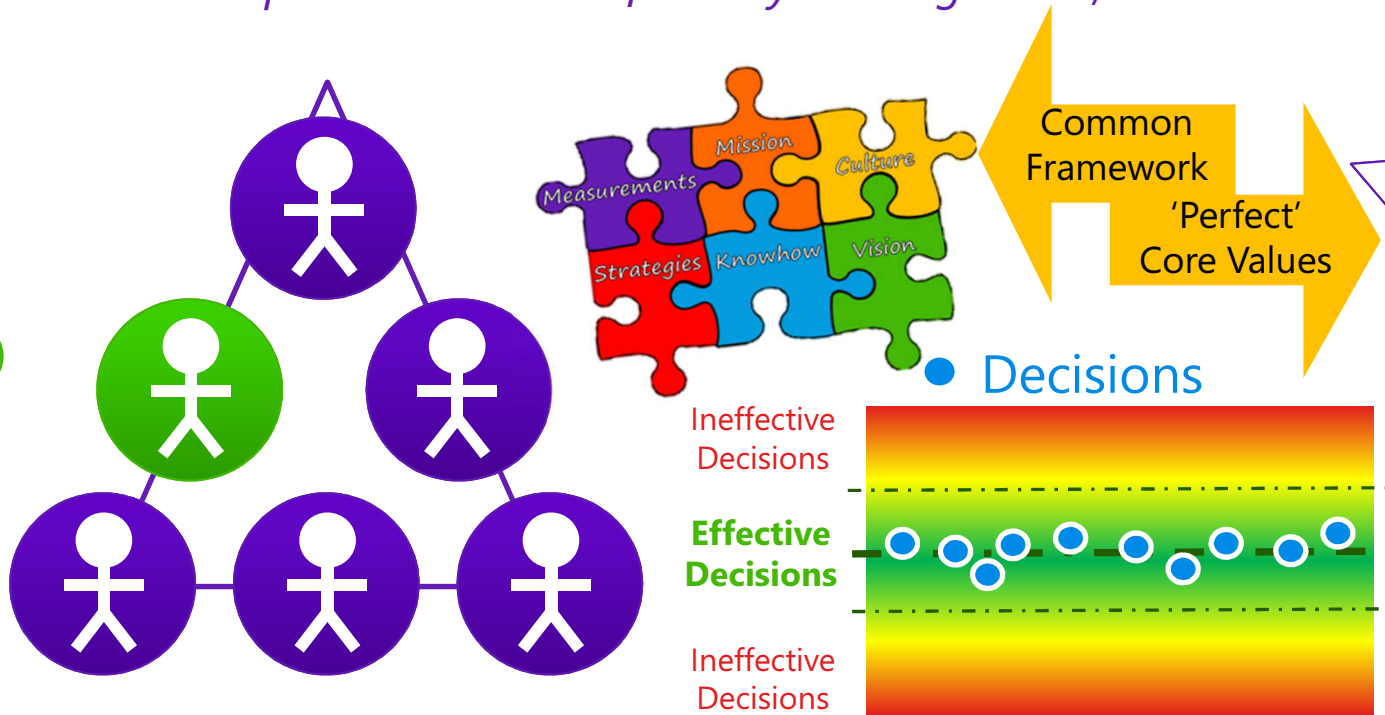 Mission
Culture
Measurements
Strategies
Knowhow
Vision
Common
Framework
‘Perfect’
Core Values
Decisions
Ineffective
Decisions
Effective
Decisions
Ineffective
Decisions